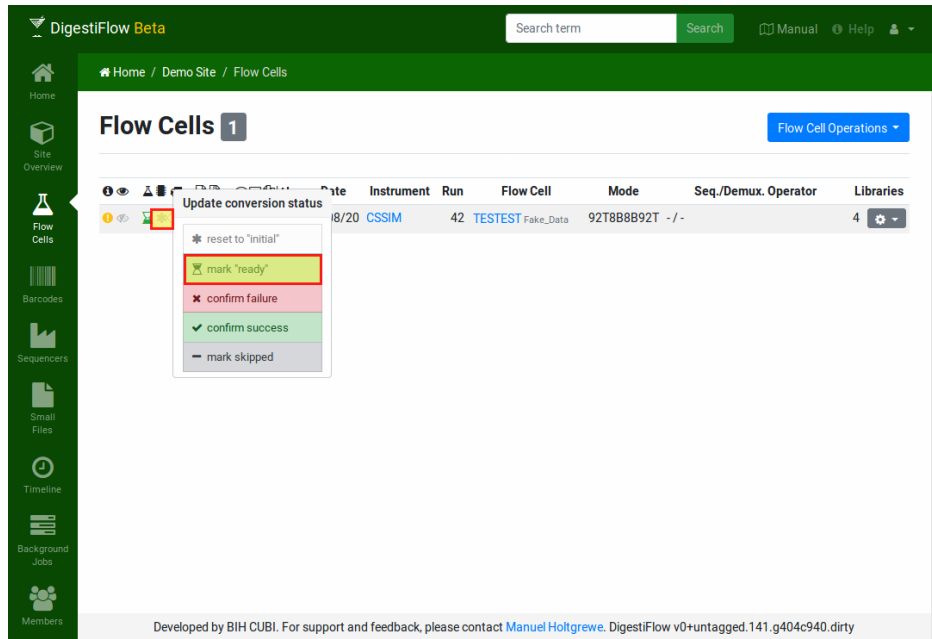 DigestiFlow Beta
Search term
Search
Manual
Help
Home / Demo Site / Flow Cells
Home
Site
Overview
Flow
Cells
Barcodes
Sequencers
Small
Files
Timeline
Background
Jobs
Members
Flow Cells 1
Flow Cell Operations
Instrument Run Flow Cell Mode Seq./Demux. Operator Libraries
CSSIM 42 TESTEST Fake_Data 92T8B8B92T -/- 4
Update conversion status
reset to "initial"
mark "ready"
confirm failure
confirm success
mark skipped
Developed by BIH CUBI. For support and feedback, please contact Manuel Holtgrewe. DigestiFlow v0+untagged.141.g404c940.dirty